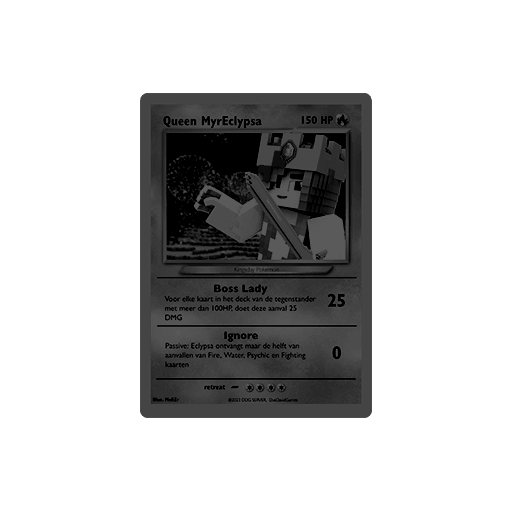 Queen MyrEclypsa 150 HP
Kingsday Pokemon
Boss Lady
Voor elke kaart in het deck van de tegenstander
met meer dan 100HP, doet deze aanval 25
DMG
25
Ignore
Passive: Eclypsa ontvangt maar de helft van
aanvallen van Fire, Water, Psychic en Fighting
kaarten
0
retreat